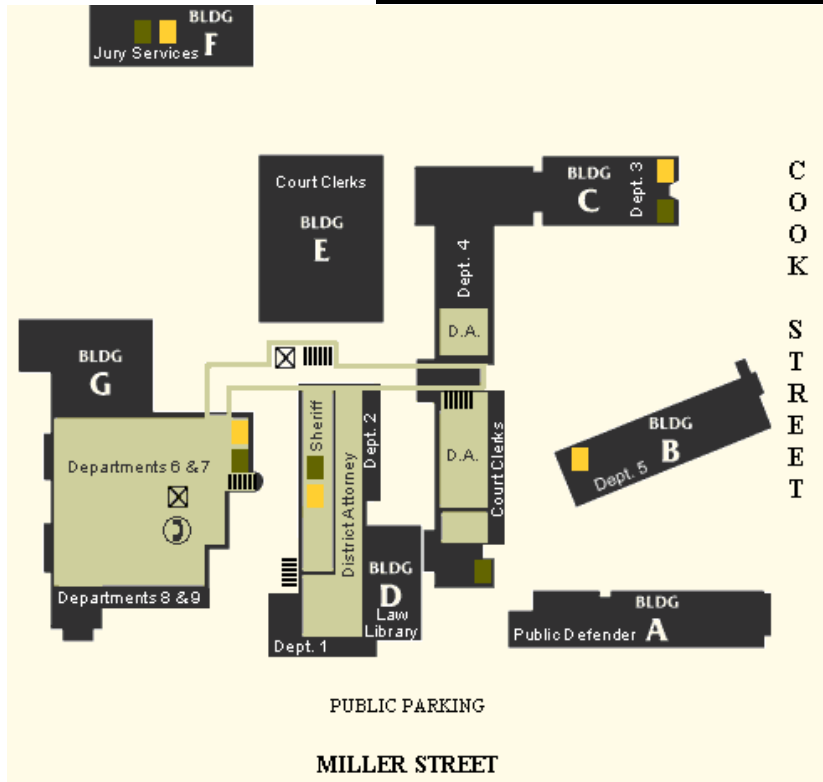 BLDG
F
Jury Services
Court Clerks
BLDG
E
BLDG
C
Dept. 3
Dept. 4
D.A.
COOK STREET
BLDG
G
Departments 6 & 7
Departments 8 & 9
Sheriff
District Attorney
Dept. 2
D.A.
Court Clerks
BLDG
B
Dept. 5
BLDG
D
Law
Library
Dept. 1
BLDG
A
Public Defender
PUBLIC PARKING
MILLER STREET